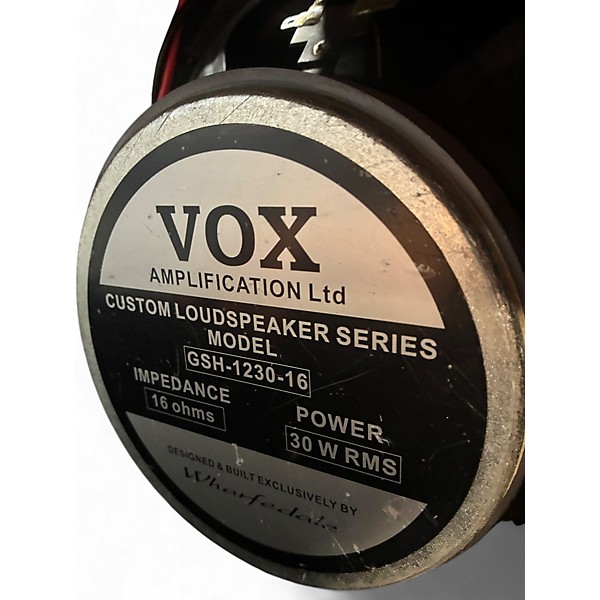 VOX
AMPLIFICATION Ltd
CUSTOM LOUDSPEAKER SERIES
MODEL
GSH-1230-16
IMPEDANCE
16 ohms
POWER
30 W RMS
DESIGNED & BUILT EXCLUSIVELY BY
Wharfedale